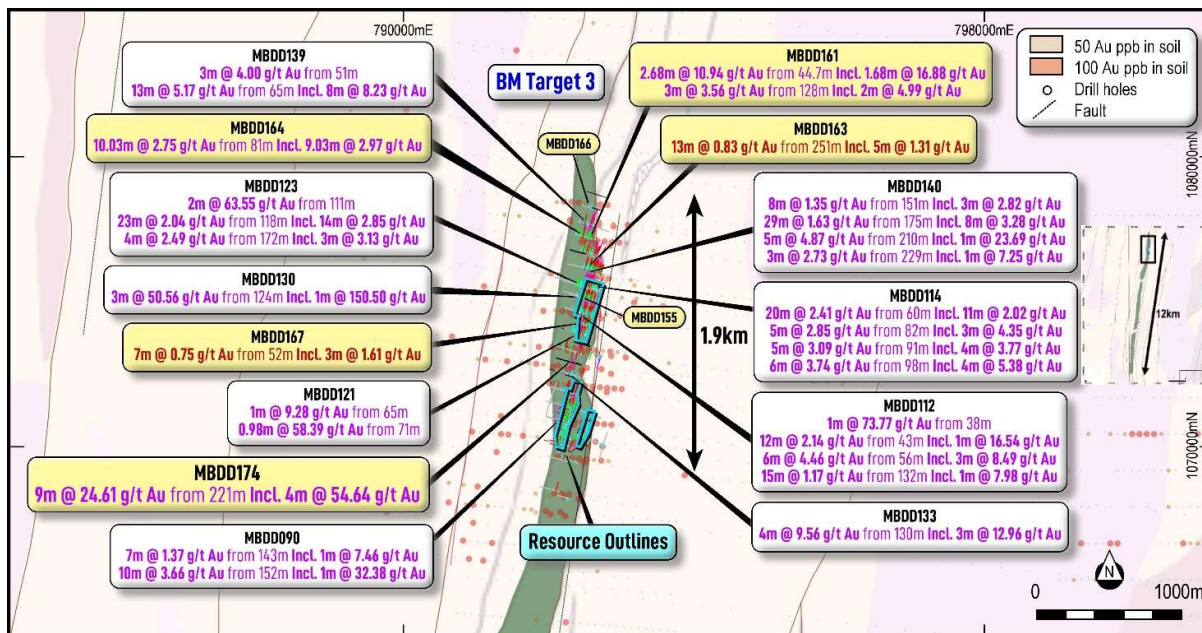 790000mE
798000mE
MBDD139
3m @ 4.00 g/t Au from 51m
13m @ 5.17 g/t Au from 65m Incl. 8m @ 8.23 g/t Au
MBDD164
10.03m @ 2.75 g/t Au from 81m Incl. 9.03m @ 2.97 g/t Au
MBDD123
2m @ 63.55 g/t Au from 111m
23m @ 2.04 g/t Au from 118m Incl. 14m @ 2.85 g/t Au
4m @ 2.49 g/t Au from 172m Incl. 3m @ 3.13 g/t Au
MBDD130
3m @ 50.56 g/t Au from 124m Incl. 1m @ 150.50 g/t Au
MBDD167
7m @ 0.75 g/t Au from 52m Incl. 3m @ 1.61 g/t Au
MBDD121
1m @ 9.28 g/t Au from 65m
0.98m @ 58.39 g/t Au from 71m
MBDD174
9m @ 24.61 g/t Au from 221m Incl. 4m @ 54.64 g/t Au
MBDD090
7m @ 1.37 g/t Au from 143m Incl. 1m @ 7.46 g/t Au
10m @ 3.66 g/t Au from 152m Incl. 1m @ 32.38 g/t Au
BM Target 3
MBDD166
MBDD155
1.9km
Resource Outlines
MBDD161
2.68m @ 10.94 g/t Au from 44.7m Incl. 1.68m @ 16.88 g/t Au
3m @ 3.56 g/t Au from 128m Incl. 2m @ 4.99 g/t Au
MBDD163
13m @ 0.83 g/t Au from 251m Incl. 5m @ 1.31 g/t Au
MBDD140
8m @ 1.35 g/t Au from 151m Incl. 3m @ 2.82 g/t Au
29m @ 1.63 g/t Au from 175m Incl. 8m @ 3.28 g/t Au
5m @ 4.87 g/t Au from 210m Incl. 1m @ 23.69 g/t Au
3m @ 2.73 g/t Au from 229m Incl. 1m @ 7.25 g/t Au
MBDD114
20m @ 2.41 g/t Au from 60m Incl. 11m @ 2.02 g/t Au
5m @ 2.85 g/t Au from 82m Incl. 3m @ 4.35 g/t Au
5m @ 3.09 g/t Au from 91m Incl. 4m @ 3.77 g/t Au
6m @ 3.74 g/t Au from 98m Incl. 4m @ 5.38 g/t Au
MBDD112
1m @ 73.77 g/t Au from 38m
12m @ 2.14 g/t Au from 43m Incl. 1m @ 16.54 g/t Au
6m @ 4.46 g/t Au from 56m Incl. 3m @ 8.49 g/t Au
15m @ 1.17 g/t Au from 132m Incl. 1m @ 7.98 g/t Au
MBDD133
4m @ 9.56 g/t Au from 130m Incl. 3m @ 12.96 g/t Au
50 Au ppb in soil
100 Au ppb in soil
Drill holes
Fault
1080000mN
12km
1070000mN
N
0 1000m